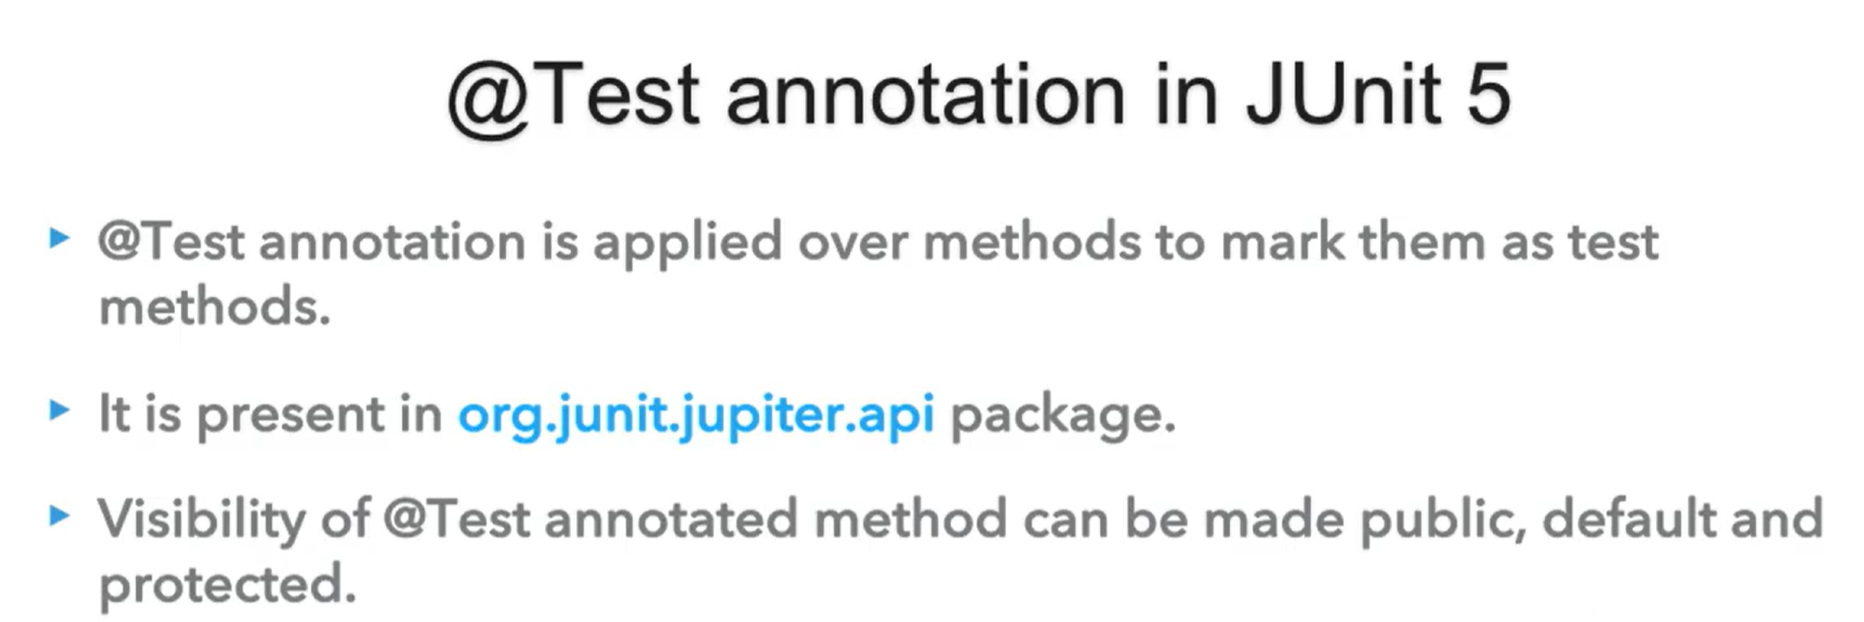 @Test annotation in JUnit 5
@Test annotation is applied over methods to mark them as test
methods.
It is present in org.junit.jupiter.api package.
Visibility of @Test annotated method can be made public, default and
protected.